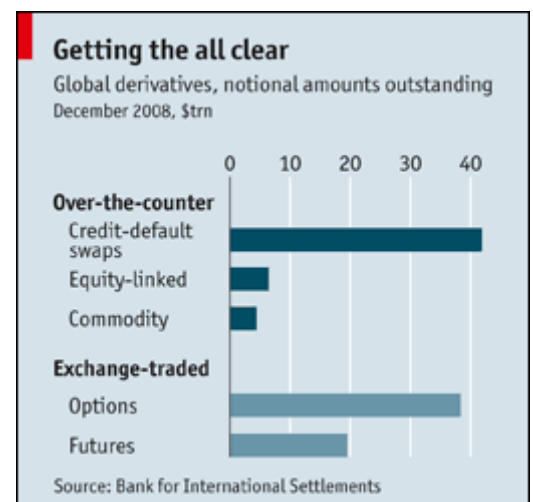 Getting the all clear
Global derivatives, notional amounts outstanding
December 2008, $trn
0 10 20 30 40
Over-the-counter
Credit-default
swaps
Equity-linked
Commodity
Exchange-traded
Options
Futures
Source: Bank for International Settlements